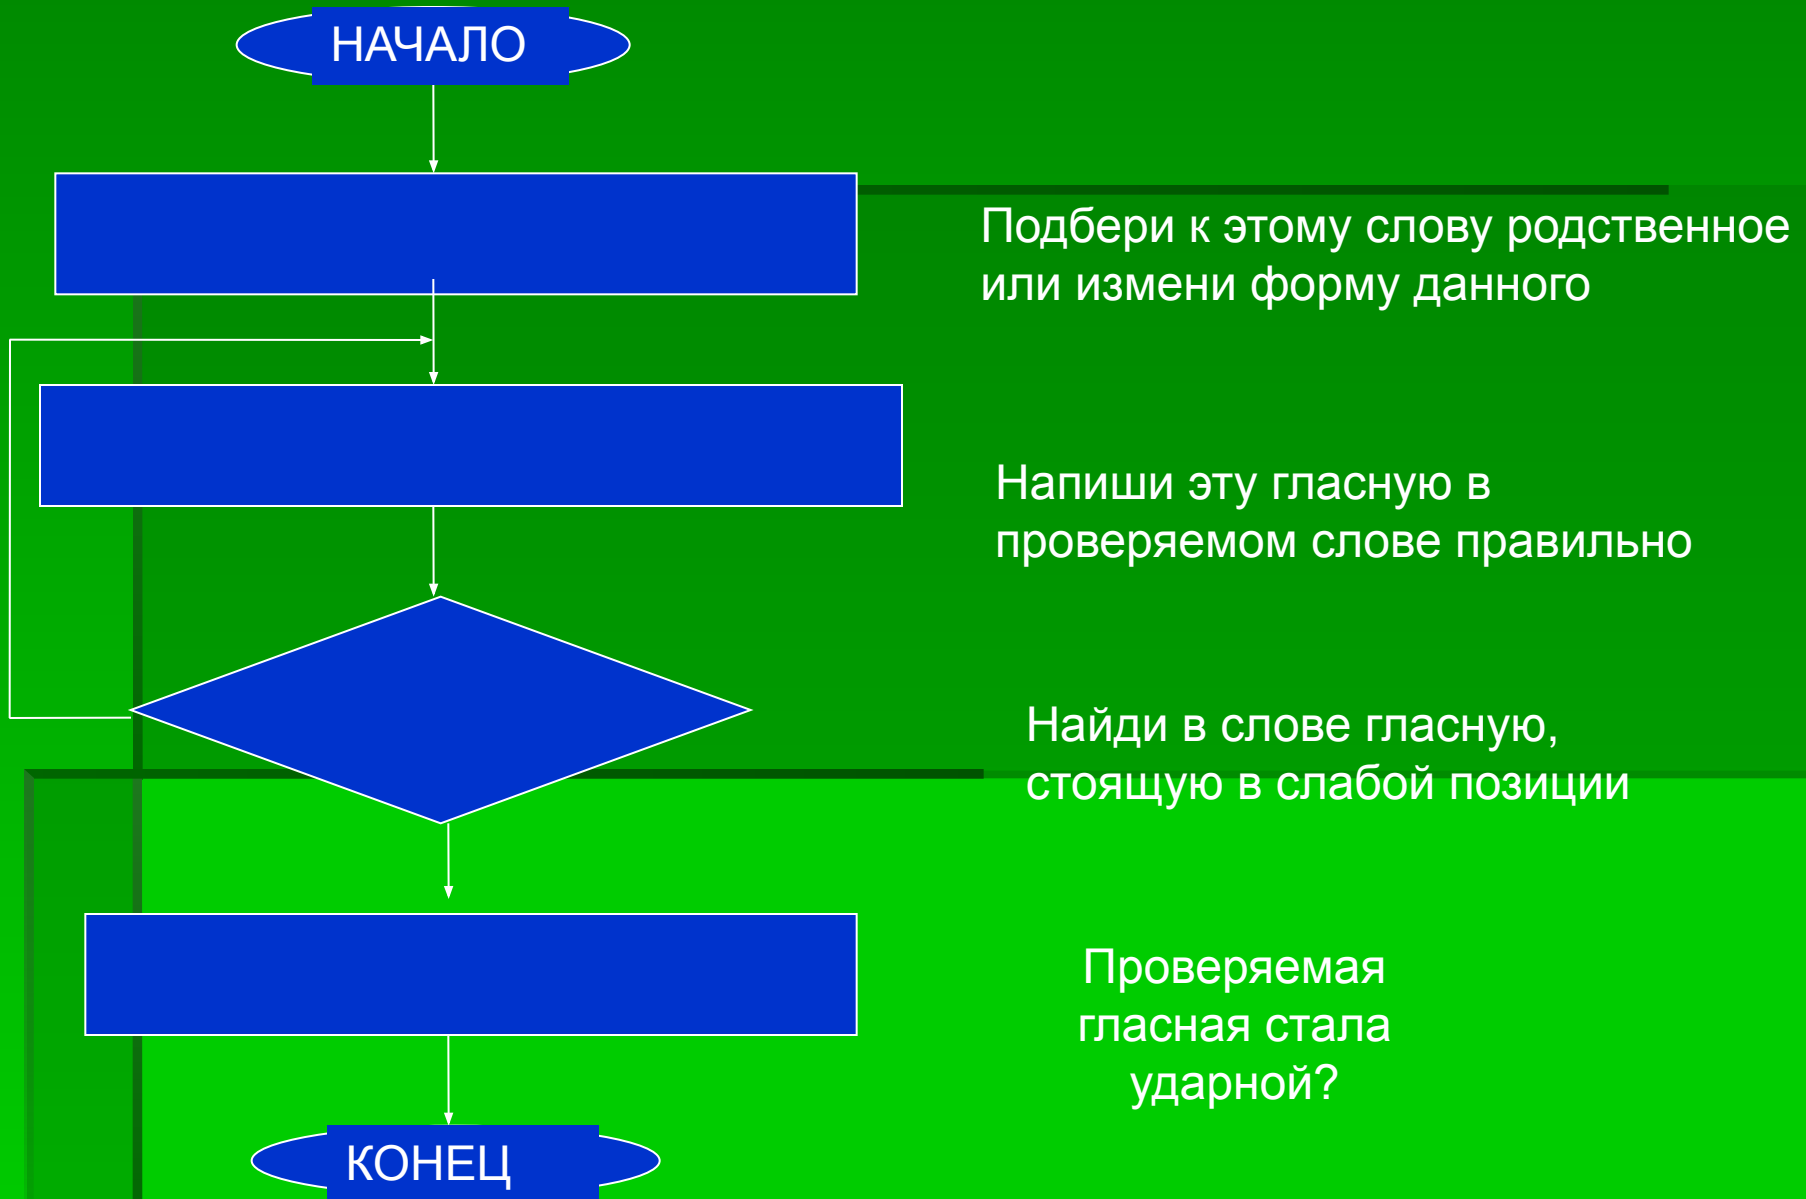 НАЧАЛО
Подбери к этому слову родственное
или измени форму данного
Напиши эту гласную в
проверяемом слове правильно
Найди в слове гласную,
стоящую в слабой позиции
Проверяемая
гласная стала
ударной?
КОНЕЦ